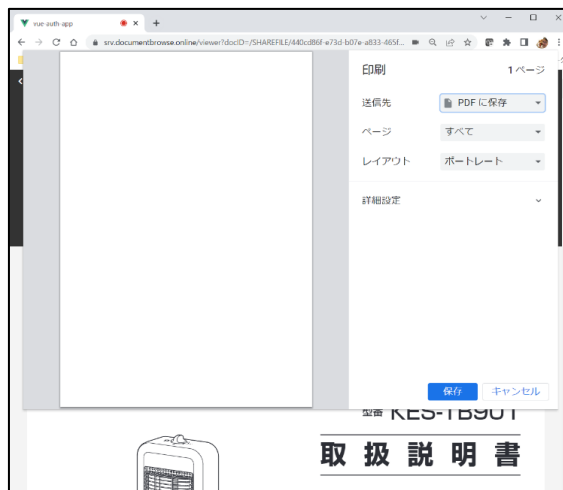 vue-auth-app
srv.documentbrowse.online/viewer?docID=/SHAREFILE/440cd86f-e73d-b07e-a833-465f...
印刷 1 ページ
送信先 PDF に保存
ページ すべて
レイアウト ポートレート
詳細設定
保存 キャンセル
型番 KES-TB901
取扱説明書